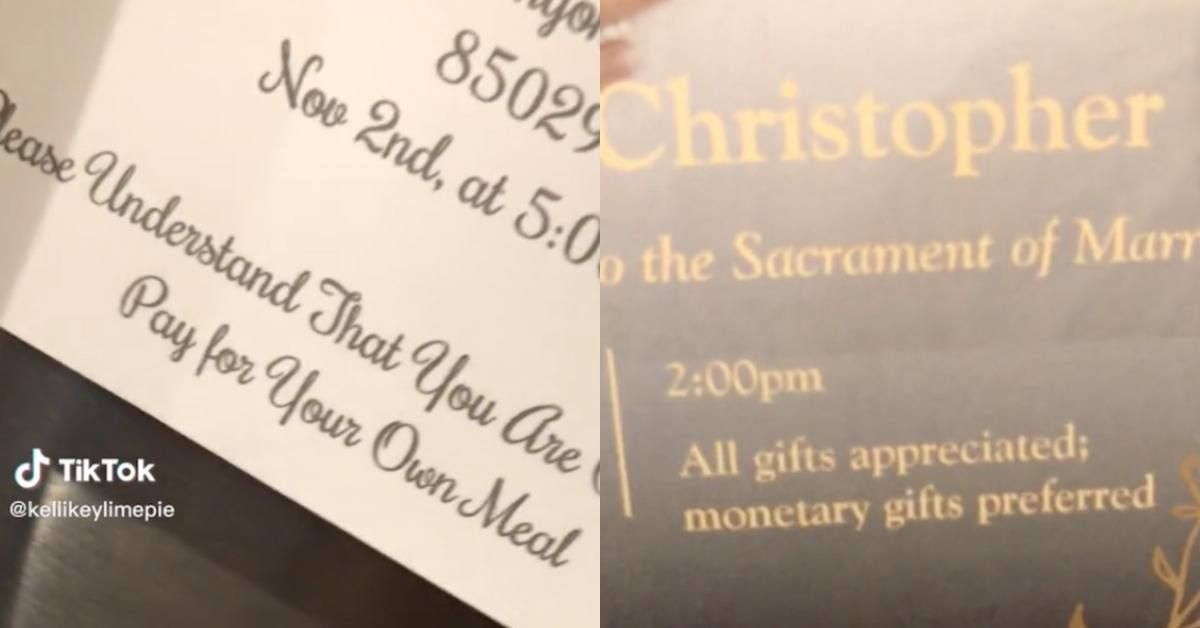 85029
Nov 2nd, at 5:0
Please Understand That You Are
Pay for Your Own Meal
TikTok
@kellikeylimepie
Christopher
o the Sacrament of Marr
2:00pm
All gifts appreciated;
monetary gifts preferred